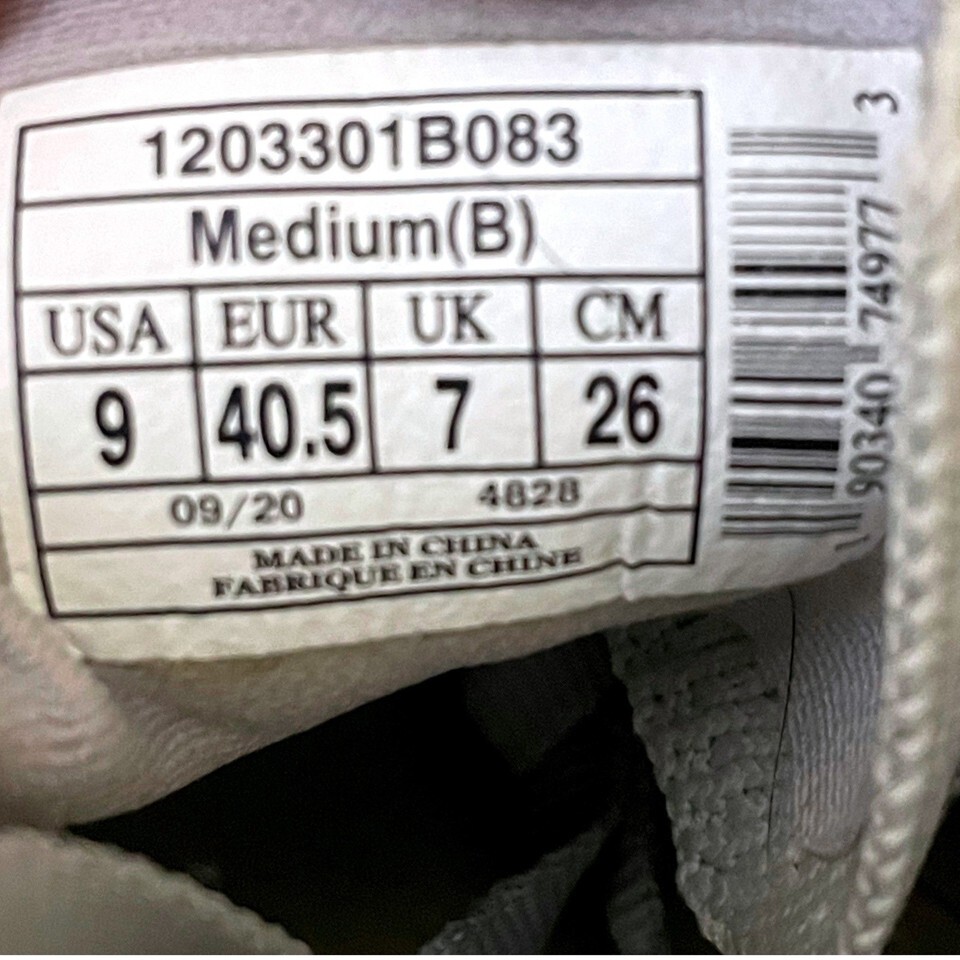 1203301B083
Medium(B)
USA EUR UK CM
9 40.5 7 26
09/20 4828
MADE IN CHINA
FABRIQUE EN CHINE
1 90340 74977 3